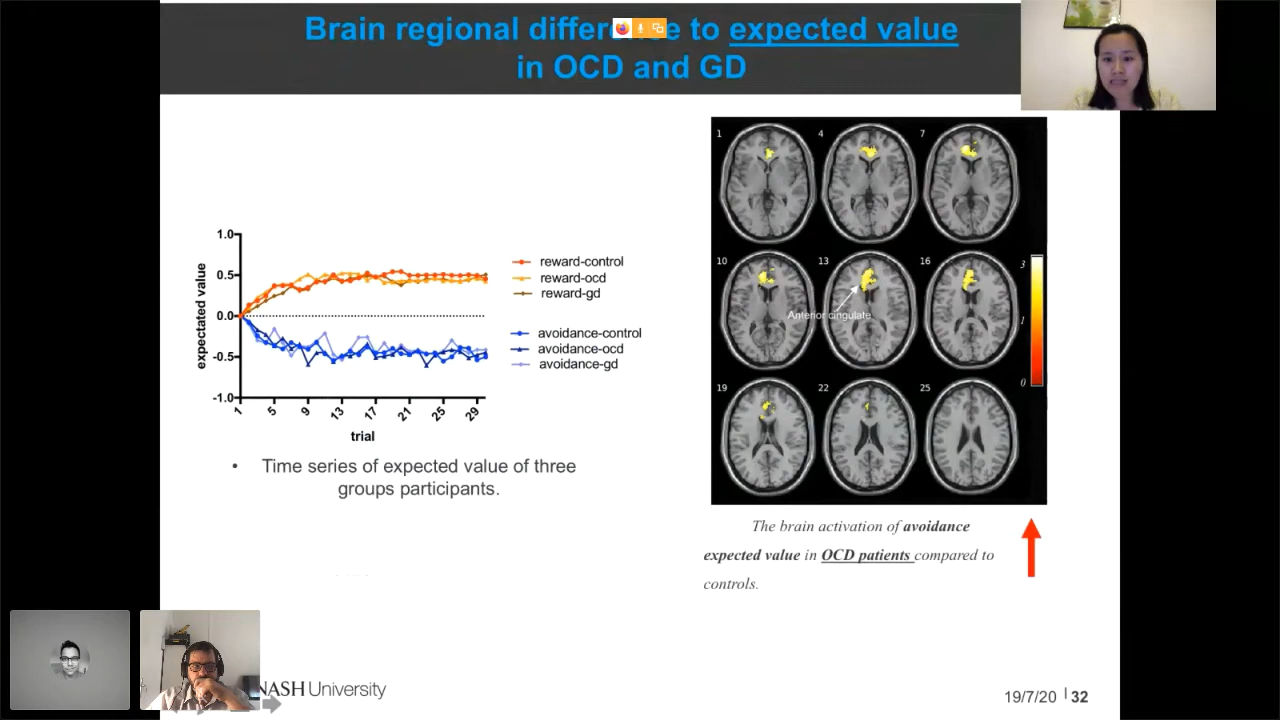 Brain regional difference to expected value
in OCD and GD
1.0
0.5
0.0
-0.5
-1.0
expectated value
1 5 9 13 17 21 25 29
trial
reward-control
reward-ocd
reward-gd
avoidance-control
avoidance-ocd
avoidance-gd
• Time series of expected value of three
groups participants.
1 4 7
10 13 16
Anterior cingulate
19 22 25
3
1
0
The brain activation of avoidance
expected value in OCD patients compared to
controls.
NASH University
19/7/20 | 32